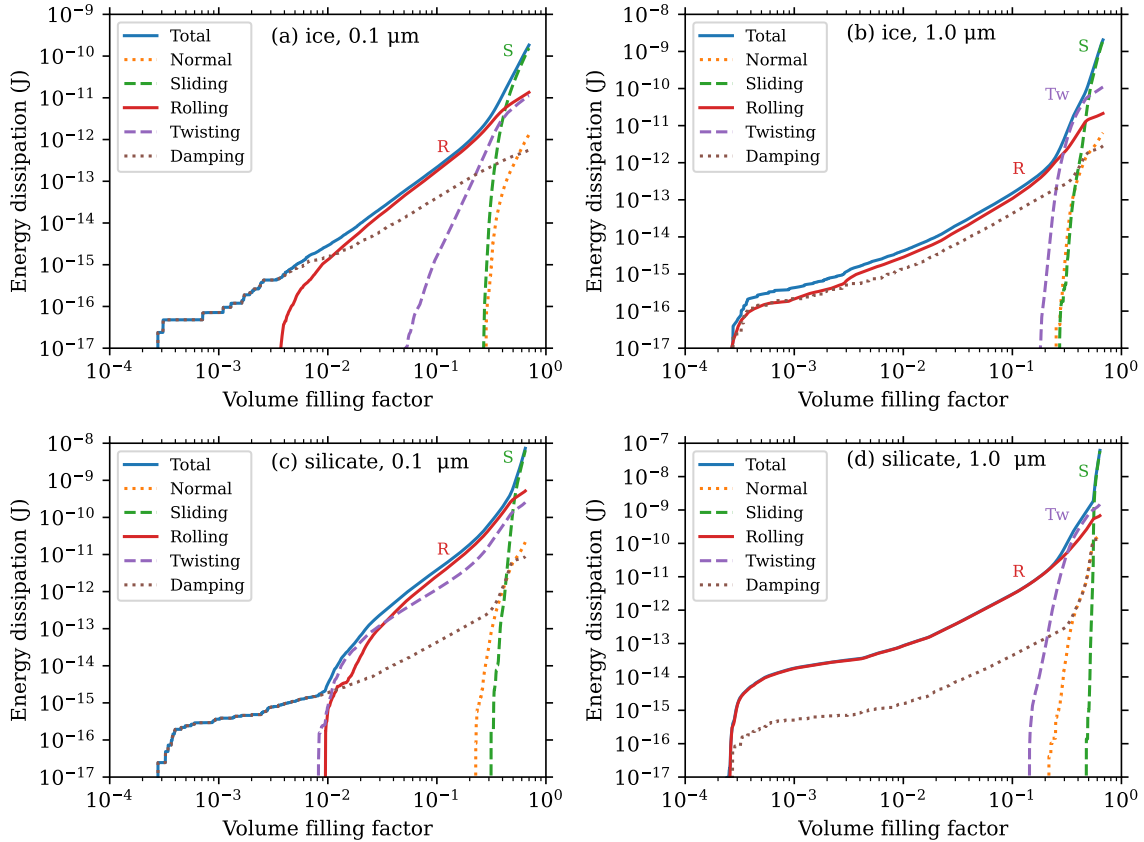 (a) ice, 0.1 μm
Total
Normal
Sliding
Rolling
Twisting
Damping
S
R
10⁻⁹
10⁻¹⁰
10⁻¹¹
10⁻¹²
10⁻¹³
10⁻¹⁴
10⁻¹⁵
10⁻¹⁶
10⁻¹⁷
Energy dissipation (J)
10⁻⁴ 10⁻³ 10⁻² 10⁻¹ 10⁰
Volume filling factor
(b) ice, 1.0 μm
Total
Normal
Sliding
Rolling
Twisting
Damping
S
Tw
R
10⁻⁸
10⁻⁹
10⁻¹⁰
10⁻¹¹
10⁻¹²
10⁻¹³
10⁻¹⁴
10⁻¹⁵
10⁻¹⁶
10⁻¹⁷
Energy dissipation (J)
10⁻⁴ 10⁻³ 10⁻² 10⁻¹ 10⁰
Volume filling factor
(c) silicate, 0.1 μm
Total
Normal
Sliding
Rolling
Twisting
Damping
S
R
10⁻⁸
10⁻⁹
10⁻¹⁰
10⁻¹¹
10⁻¹²
10⁻¹³
10⁻¹⁴
10⁻¹⁵
10⁻¹⁶
10⁻¹⁷
Energy dissipation (J)
10⁻⁴ 10⁻³ 10⁻² 10⁻¹ 10⁰
Volume filling factor
(d) silicate, 1.0 μm
Total
Normal
Sliding
Rolling
Twisting
Damping
S
Tw
R
10⁻⁷
10⁻⁸
10⁻⁹
10⁻¹⁰
10⁻¹¹
10⁻¹²
10⁻¹³
10⁻¹⁴
10⁻¹⁵
10⁻¹⁶
10⁻¹⁷
Energy dissipation (J)
10⁻⁴ 10⁻³ 10⁻² 10⁻¹ 10⁰
Volume filling factor